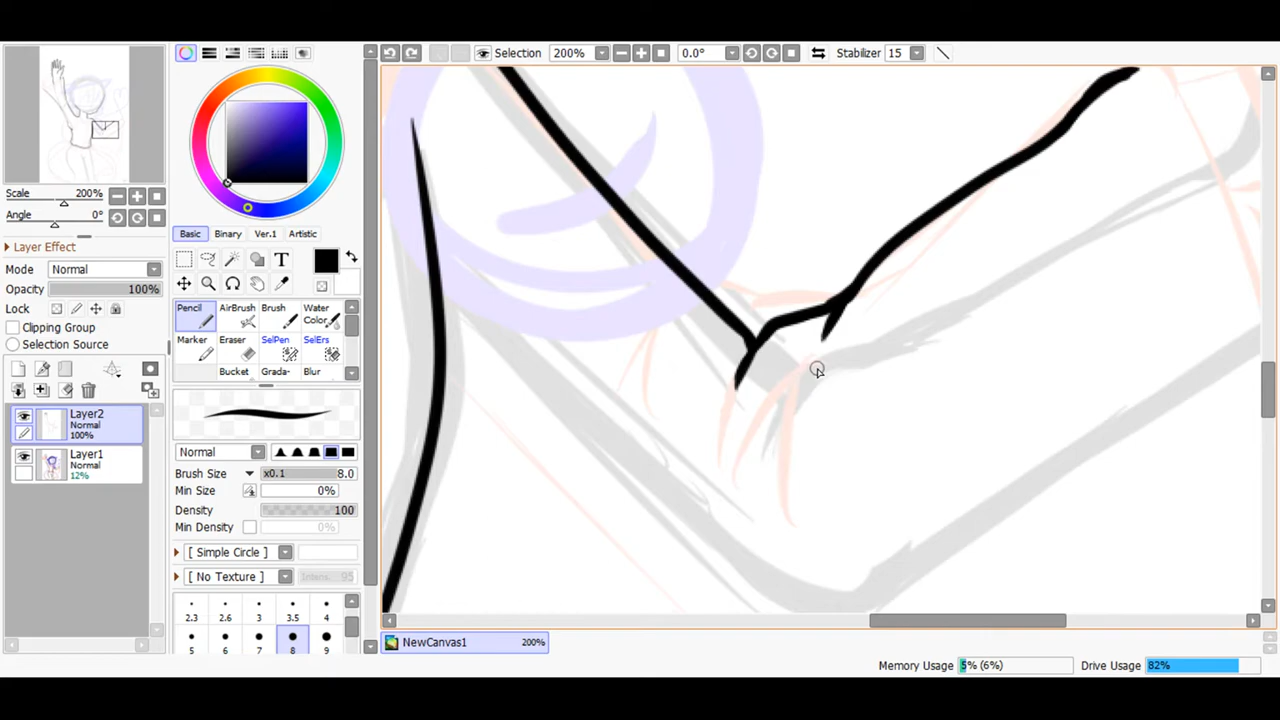 Selection 200% 0.0° Stabilizer 15
Scale 200%
Angle 0°
Layer Effect
Mode Normal
Opacity 100%
Lock
Clipping Group
Selection Source
Layer2
Normal
100%
Layer1
Normal
12%
Basic Binary Ver.1 Artistic
T
Pencil AirBrush Brush Water Color
Marker Eraser SelPen SelErs
Bucket Grada- Blur
Normal
Brush Size x0.1 8.0
Min Size 0%
Density 100
Min Density 0%
[ Simple Circle ]
[ No Texture ] Intens. 95
2.3 2.6 3 3.5 4
5 6 7 8 9
NewCanvas1 200%
Memory Usage 5% (6%) Drive Usage 82%